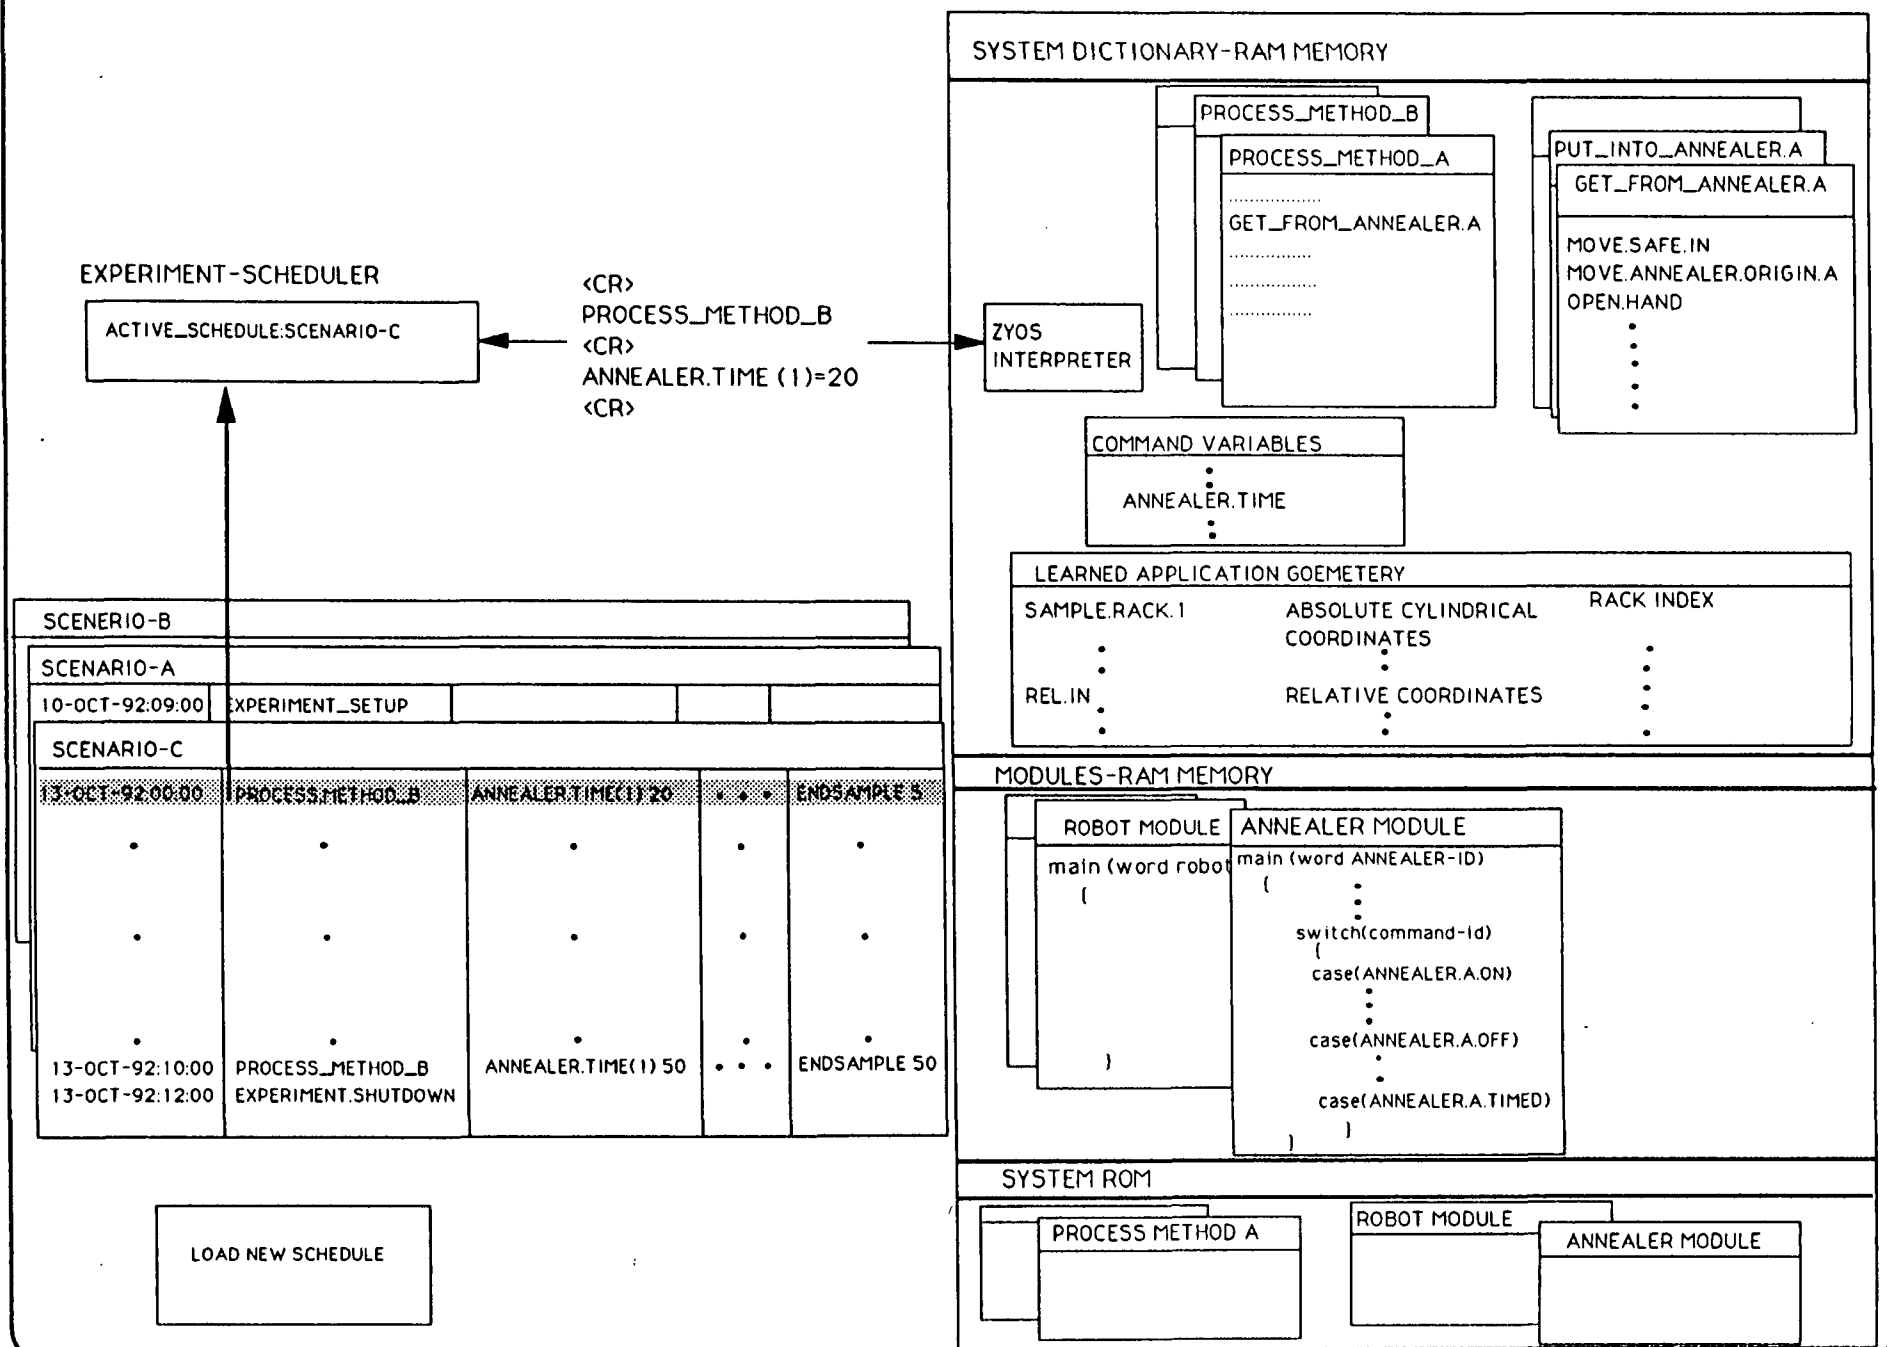 EXPERIMENT-SCHEDULER
ACTIVE_SCHEDULE:SCENARIO-C
<CR>
PROCESS_METHOD_B
<CR>
ANNEALER.TIME (1)=20
<CR>
SCENERIO-B
SCENARIO-A
10-OCT-92:09:00 EXPERIMENT_SETUP
SCENARIO-C
13-OCT-92:00:00 PROCESS.METHOD_B ANNEALER.TIME(1) 20 • • • ENDSAMPLE 5
13-OCT-92:10:00 PROCESS_METHOD_B ANNEALER.TIME(1) 50 • • • ENDSAMPLE 50
13-OCT-92:12:00 EXPERIMENT.SHUTDOWN
LOAD NEW SCHEDULE
SYSTEM DICTIONARY-RAM MEMORY
ZYOS
INTERPRETER
PROCESS_METHOD_B
PROCESS_METHOD_A
..................
GET_FROM_ANNEALER.A
................
.................
................
PUT_INTO_ANNEALER.A
GET_FROM_ANNEALER.A
MOVE.SAFE.IN
MOVE.ANNEALER.ORIGIN.A
OPEN.HAND
COMMAND VARIABLES
ANNEALER.TIME
LEARNED APPLICATION GOEMETERY
SAMPLE.RACK.1 ABSOLUTE CYLINDRICAL RACK INDEX
COORDINATES
REL.IN RELATIVE COORDINATES
MODULES-RAM MEMORY
ROBOT MODULE
main (word robot
(
)
ANNEALER MODULE
main (word ANNEALER-ID)
(
switch(command-id)
(
case(ANNEALER.A.ON)
case(ANNEALER.A.OFF)
case(ANNEALER.A.TIMED)
)
)
SYSTEM ROM
PROCESS METHOD A
ROBOT MODULE
ANNEALER MODULE